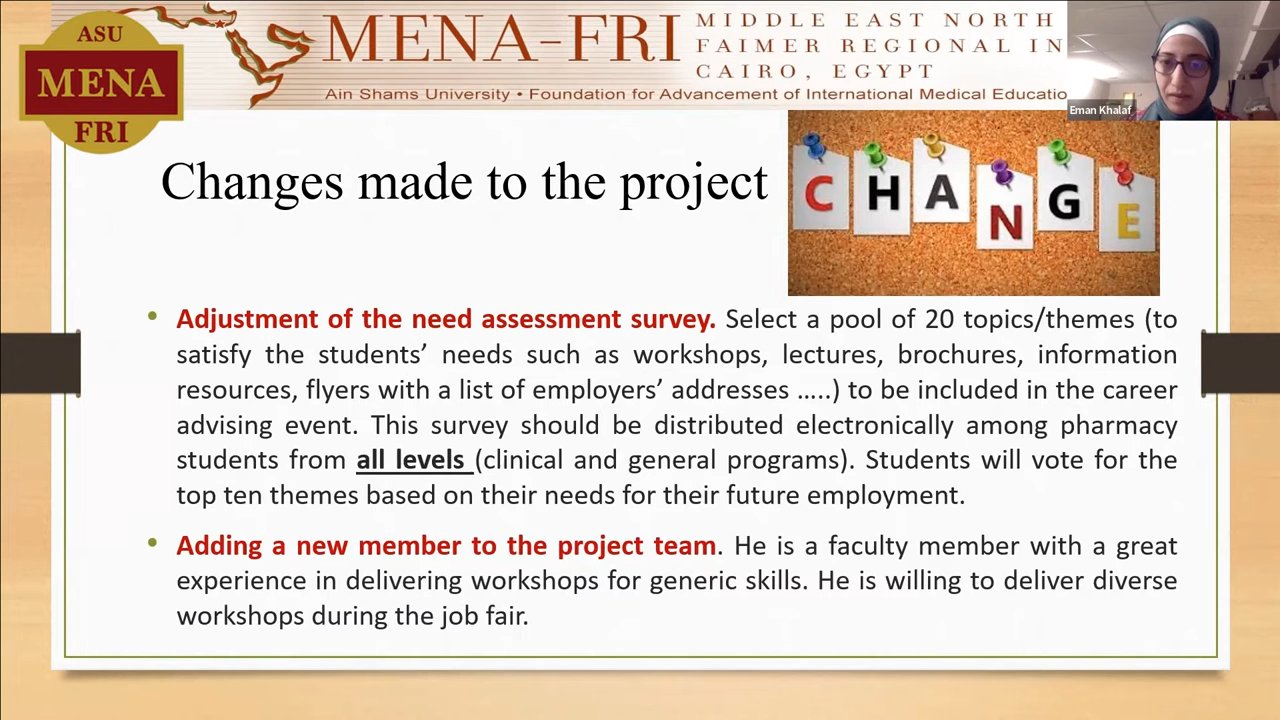 ASU
MENA
FRI
MENA-FRI
MIDDLE EAST NORTH
FAIMER REGIONAL IN
CAIRO, EGYPT
Ain Shams University • Foundation for Advancement of International Medical Educatio
Eman Khalaf
Changes made to the project
CHANGE
• Adjustment of the need assessment survey. Select a pool of 20 topics/themes (to
satisfy the students’ needs such as workshops, lectures, brochures, information
resources, flyers with a list of employers’ addresses …..) to be included in the career
advising event. This survey should be distributed electronically among pharmacy
students from all levels (clinical and general programs). Students will vote for the
top ten themes based on their needs for their future employment.
• Adding a new member to the project team. He is a faculty member with a great
experience in delivering workshops for generic skills. He is willing to deliver diverse
workshops during the job fair.